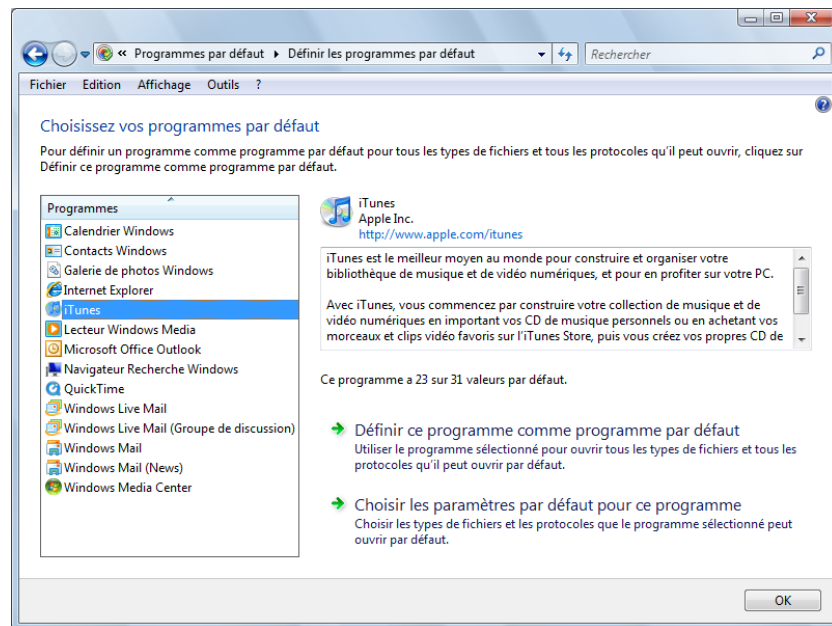 « Programmes par défaut ▸ Définir les programmes par défaut
Rechercher
Fichier Edition Affichage Outils ?
Choisissez vos programmes par défaut
Pour définir un programme comme programme par défaut pour tous les types de fichiers et tous les protocoles qu'il peut ouvrir, cliquez sur
Définir ce programme comme programme par défaut.
Programmes
Calendrier Windows
Contacts Windows
Galerie de photos Windows
Internet Explorer
iTunes
Lecteur Windows Media
Microsoft Office Outlook
Navigateur Recherche Windows
QuickTime
Windows Live Mail
Windows Live Mail (Groupe de discussion)
Windows Mail
Windows Mail (News)
Windows Media Center
iTunes
Apple Inc.
http://www.apple.com/itunes
iTunes est le meilleur moyen au monde pour construire et organiser votre
bibliothèque de musique et de vidéo numériques, et pour en profiter sur votre PC.
Avec iTunes, vous commencez par construire votre collection de musique et de
vidéo numériques en important vos CD de musique personnels ou en achetant vos
morceaux et clips vidéo favoris sur l'iTunes Store, puis vous créez vos propres CD de
Ce programme a 23 sur 31 valeurs par défaut.
Définir ce programme comme programme par défaut
Utiliser le programme sélectionné pour ouvrir tous les types de fichiers et tous les
protocoles qu'il peut ouvrir par défaut.
Choisir les paramètres par défaut pour ce programme
Choisir les types de fichiers et les protocoles que le programme sélectionné peut
ouvrir par défaut.
OK